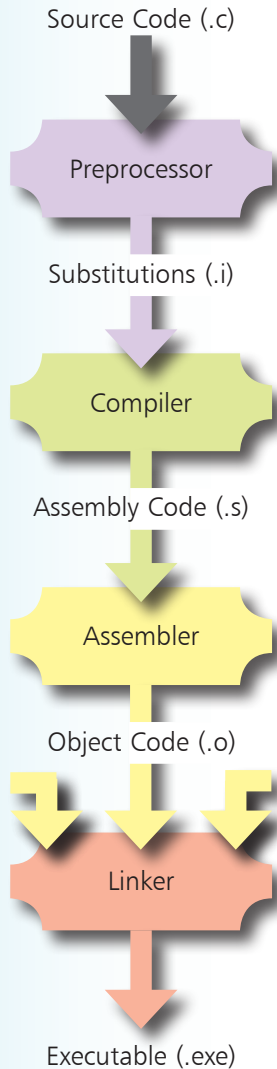 Source Code (.c)
Preprocessor
Substitutions (.i)
Compiler
Assembly Code (.s)
Assembler
Object Code (.o)
Linker
Executable (.exe)